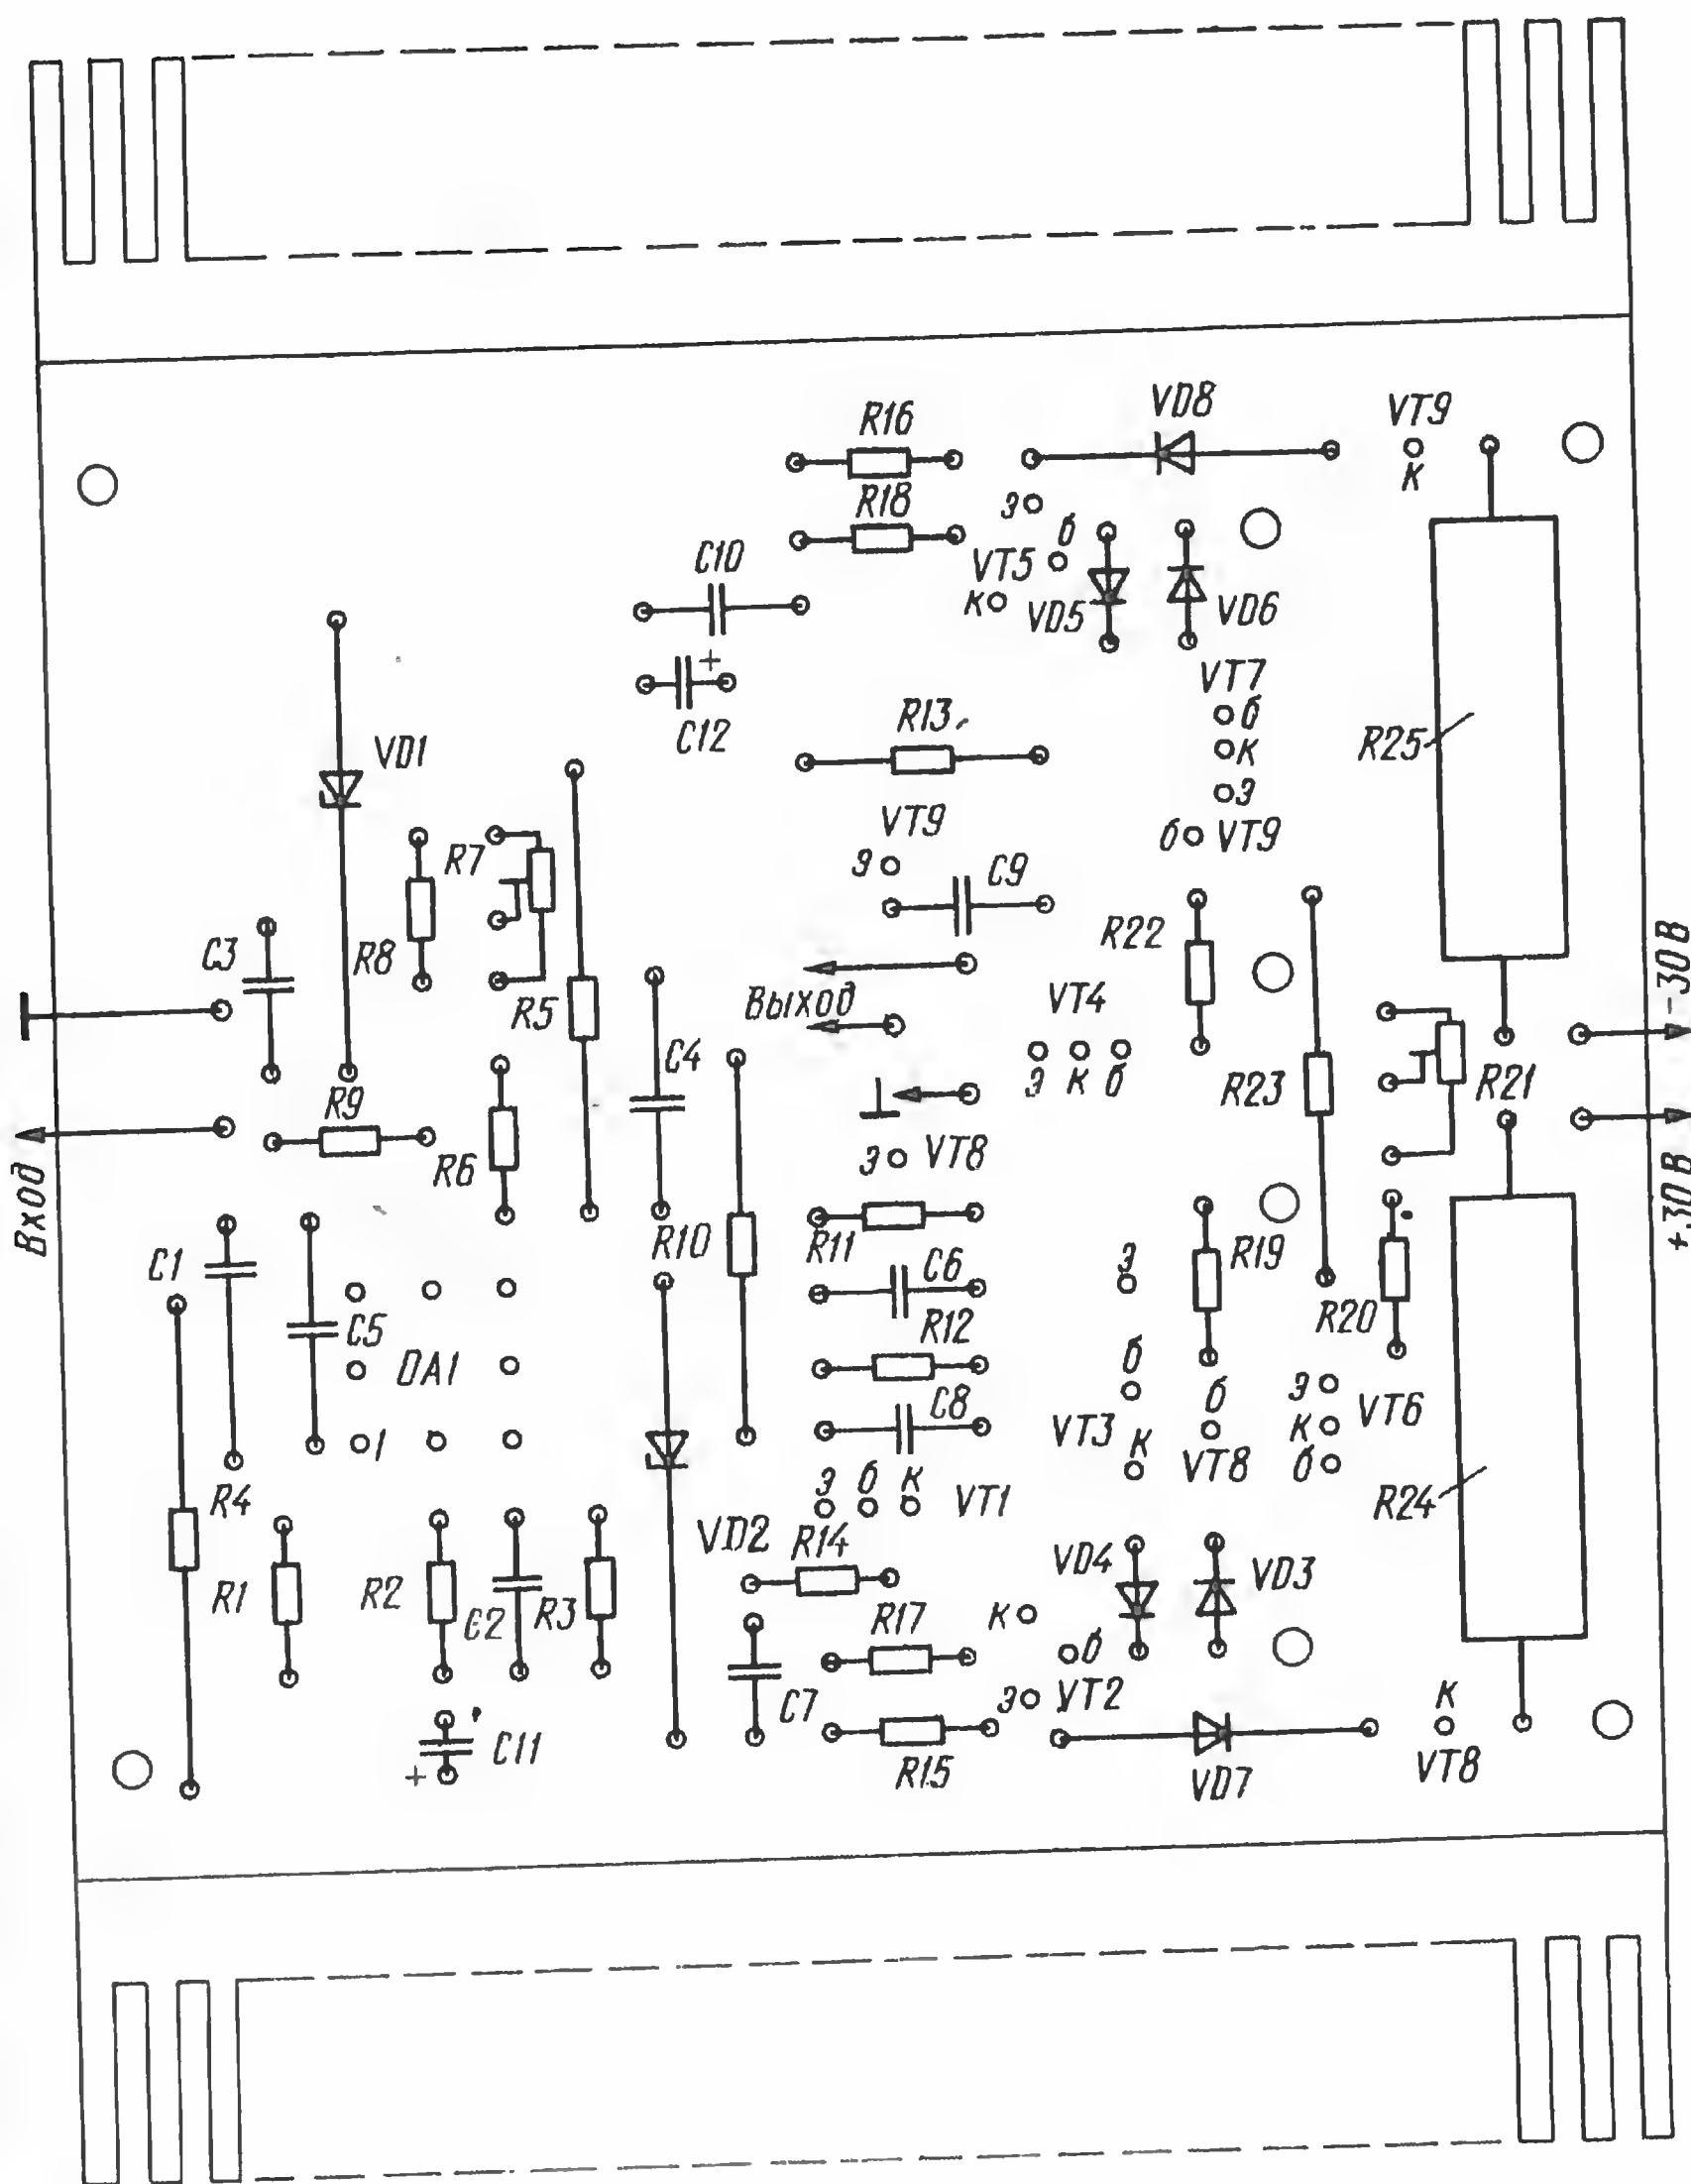 R16
VD8
VT9
к
R18
э
б
VT5
к
C10
VD5
VD6
+
C12
VT7
б
к
э
R13
VD1
R25
VT9
э
б
VT9
R7
C9
R8
C3
R22
R5
Выход
VT4
э
к
б
-30В
C4
R23
R21
R9
R6
э
VT8
Вход
+30В
R10
R11
C1
C6
э
R19
C5
R12
R20
DA1
б
1
C8
б
э
к
б
VT6
VT3
к
VT8
R4
э
б
к
VT1
R24
VD2
R14
VD4
VD3
R1
R2
C2
R3
R17
к
б
C7
э
VT2
к
C11
+
R15
VD7
VT8